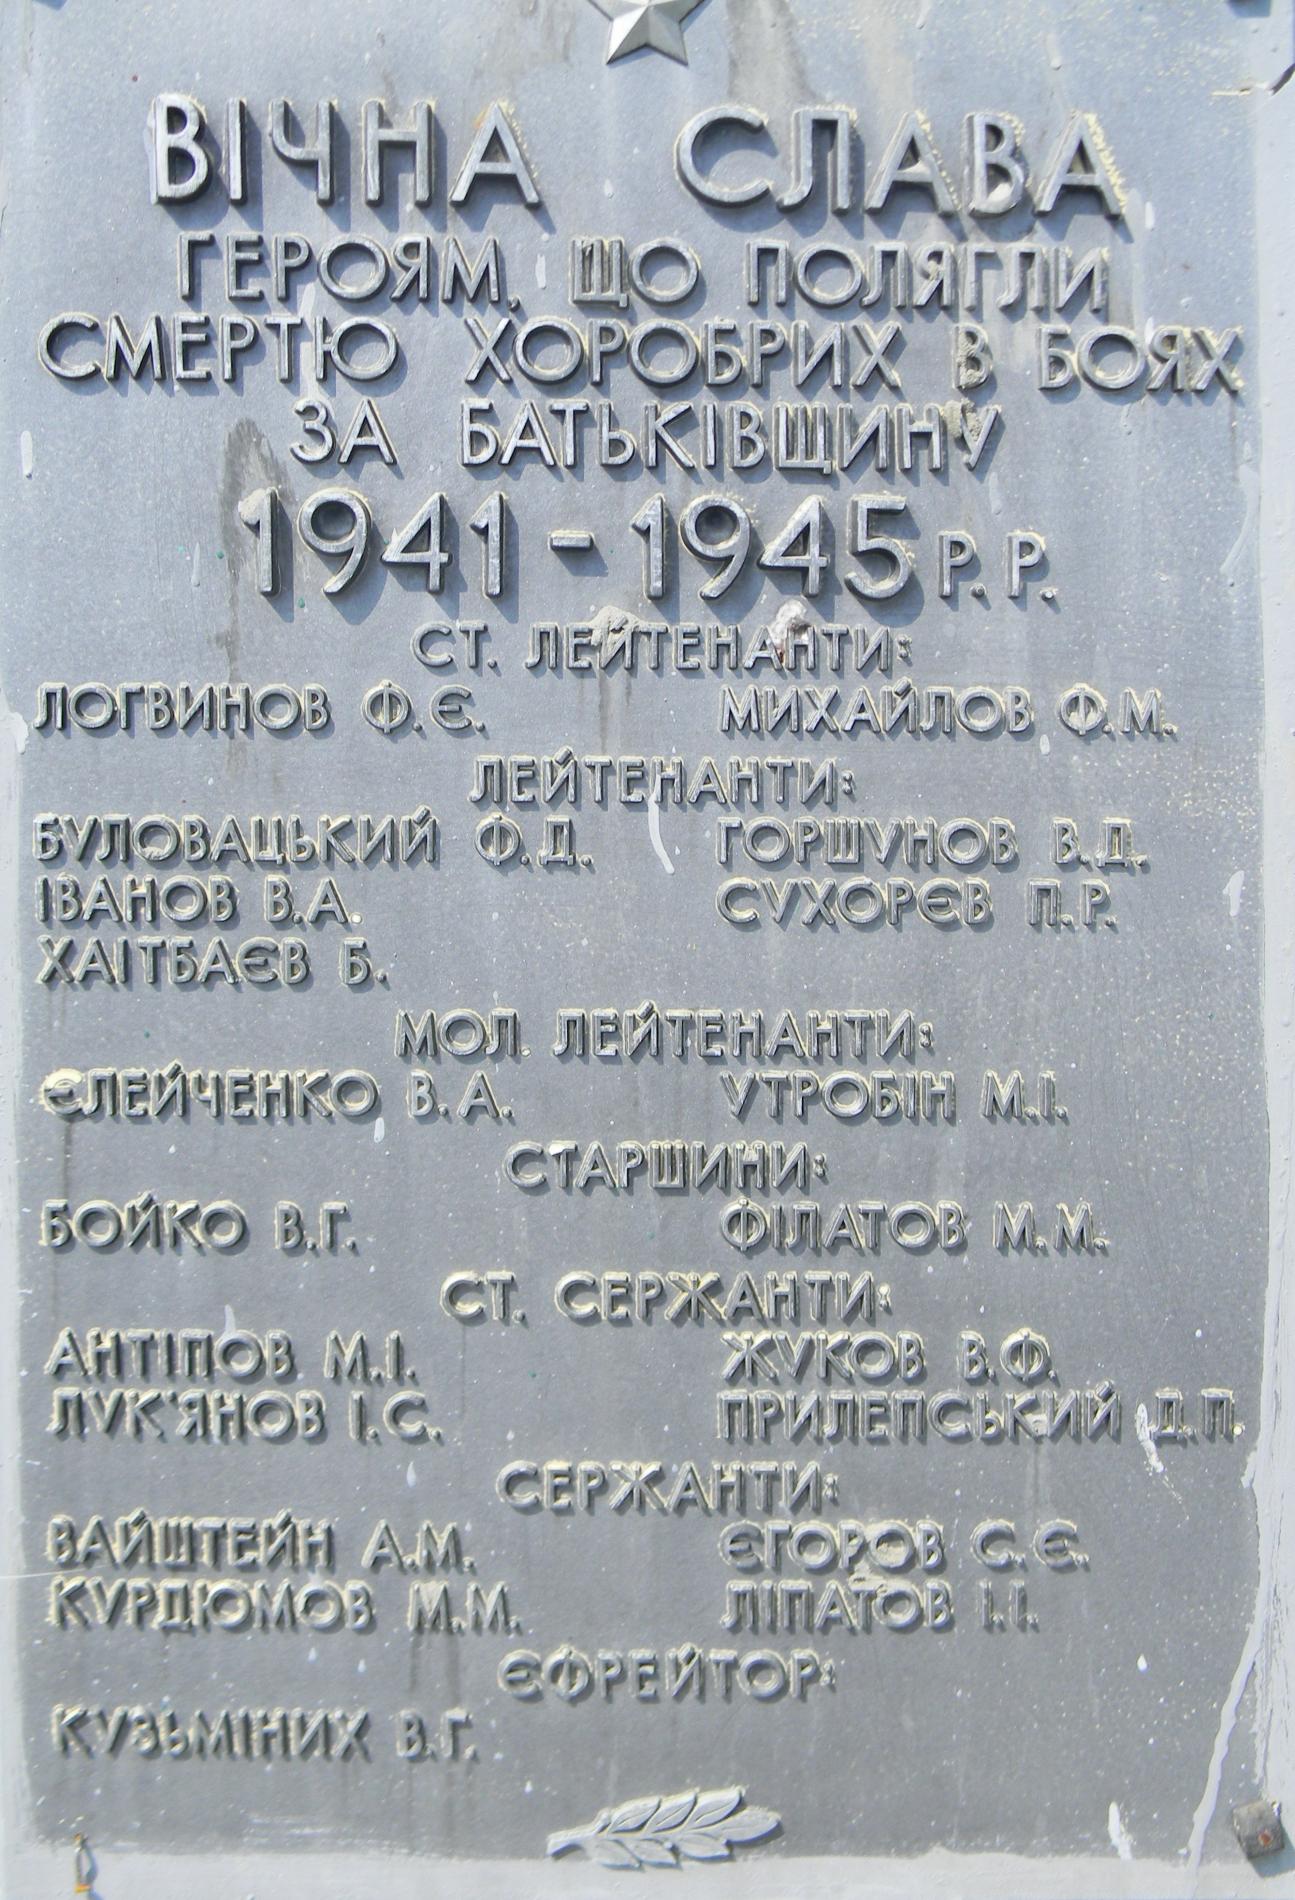 ВІЧНА СЛАВА
ГЕРОЯМ, ЩО ПОЛЯГЛИ
СМЕРТЮ ХОРОБРИХ В БОЯХ
ЗА БАТЬКІВЩИНУ
1941-1945 Р.Р.
СТ. ЛЕЙТЕНАНТИ:
ЛОГВИНОВ Ф.Є. МИХАЙЛОВ Ф.М.
ЛЕЙТЕНАНТИ:
БУЛОВАЦЬКИЙ Ф.Д. ГОРШУНОВ В.Д.
ІВАНОВ В.А. СУХОРЄВ П.Р.
ХАІТБАЄВ Б.
МОЛ. ЛЕЙТЕНАНТИ:
ЄЛЕЙЧЕНКО В.А. УТРОБІН М.І.
СТАРШИНИ:
БОЙКО В.Г. ФІЛАТОВ М.М.
СТ. СЕРЖАНТИ:
АНТІПОВ М.І. ЖУКОВ В.Ф.
ЛУК'ЯНОВ І.С. ПРИЛЕПСЬКИЙ Д.П.
СЕРЖАНТИ:
ВАЙШТЕЙН А.М. ЄГОРОВ С.Є.
КУРДЮМОВ М.М. ЛІПАТОВ І.І.
ЄФРЕЙТОР:
КУЗЬМІНИХ В.Г.